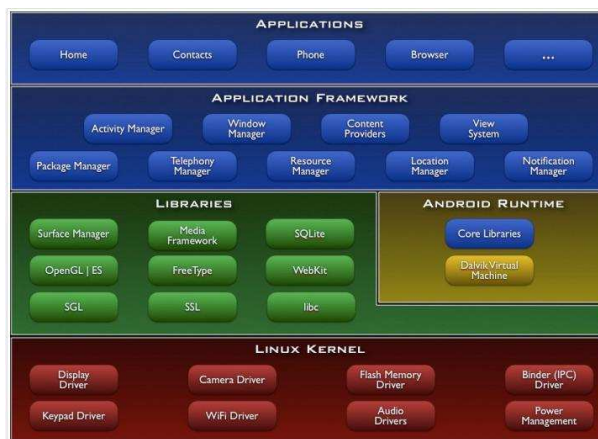 APPLICATIONS
Home
Contacts
Phone
Browser
...
APPLICATION FRAMEWORK
Activity Manager
Window
Manager
Content
Providers
View
System
Package Manager
Telephony
Manager
Resource
Manager
Location
Manager
Notification
Manager
LIBRARIES
Surface Manager
Media
Framework
SQLite
OpenGL | ES
FreeType
WebKit
SGL
SSL
libc
ANDROID RUNTIME
Core Libraries
Dalvik Virtual
Machine
LINUX KERNEL
Display
Driver
Camera Driver
Flash Memory
Driver
Binder (IPC)
Driver
Keypad Driver
WiFi Driver
Audio
Drivers
Power
Management